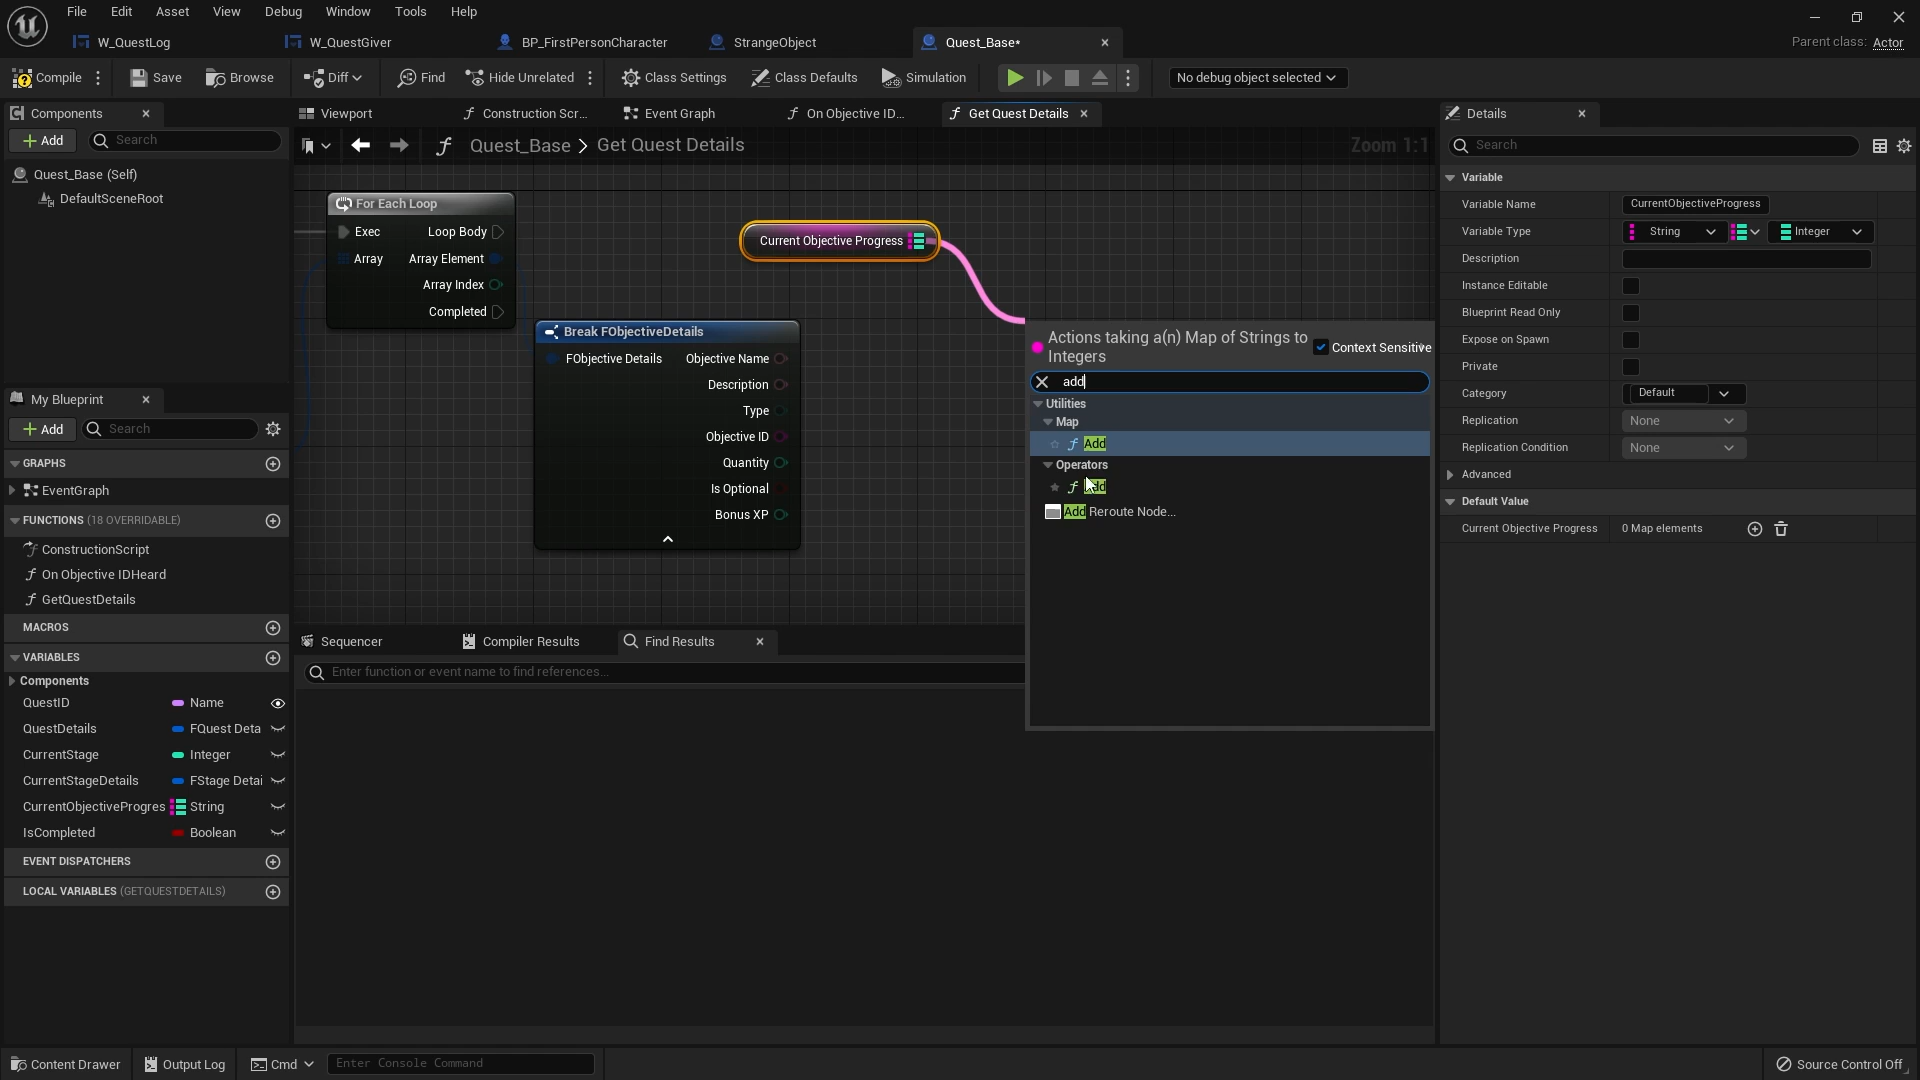 File Edit Asset View Debug Window Tools Help
W_QuestLog W_QuestGiver BP_FirstPersonCharacter StrangeObject Quest_Base*
Parent class: Actor
Compile Save Browse Diff Find Hide Unrelated Class Settings Class Defaults Simulation No debug object selected
Components
Add Search
Quest_Base (Self)
DefaultSceneRoot
Viewport Construction Scr... Event Graph On Objective ID... Get Quest Details
Quest_Base > Get Quest Details
Zoom 1:1
For Each Loop
Exec Loop Body
Array Array Element
Array Index
Completed
Current Objective Progress
Break FObjectiveDetails
FObjective Details Objective Name
Description
Type
Objective ID
Quantity
Is Optional
Bonus XP
Actions taking a(n) Map of Strings to
Integers
Context Sensitive
add
Utilities
Map
Add
Operators
Add Reroute Node...
My Blueprint
Add Search
GRAPHS
EventGraph
FUNCTIONS (18 OVERRIDABLE)
ConstructionScript
On Objective IDHeard
GetQuestDetails
MACROS
VARIABLES
Components
QuestID Name
QuestDetails FQuest Deta
CurrentStage Integer
CurrentStageDetails FStage Detai
CurrentObjectiveProgres String
IsCompleted Boolean
EVENT DISPATCHERS
LOCAL VARIABLES (GETQUESTDETAILS)
Sequencer Compiler Results Find Results
Enter function or event name to find references...
Details
Search
Variable
Variable Name CurrentObjectiveProgress
Variable Type String Integer
Description
Instance Editable
Blueprint Read Only
Expose on Spawn
Private
Category Default
Replication None
Replication Condition None
Advanced
Default Value
Current Objective Progress 0 Map elements
Content Drawer Output Log Cmd Enter Console Command Source Control Off